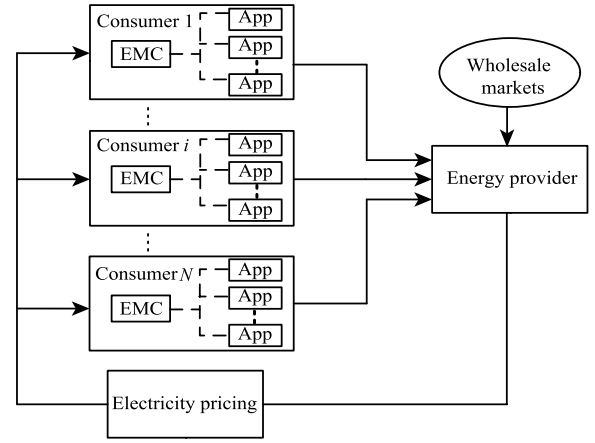 Consumer 1
App
EMC
App
App
Wholesale
markets
Consumer i
App
EMC
App
App
Energy provider
Consumer N
App
EMC
App
App
Electricity pricing